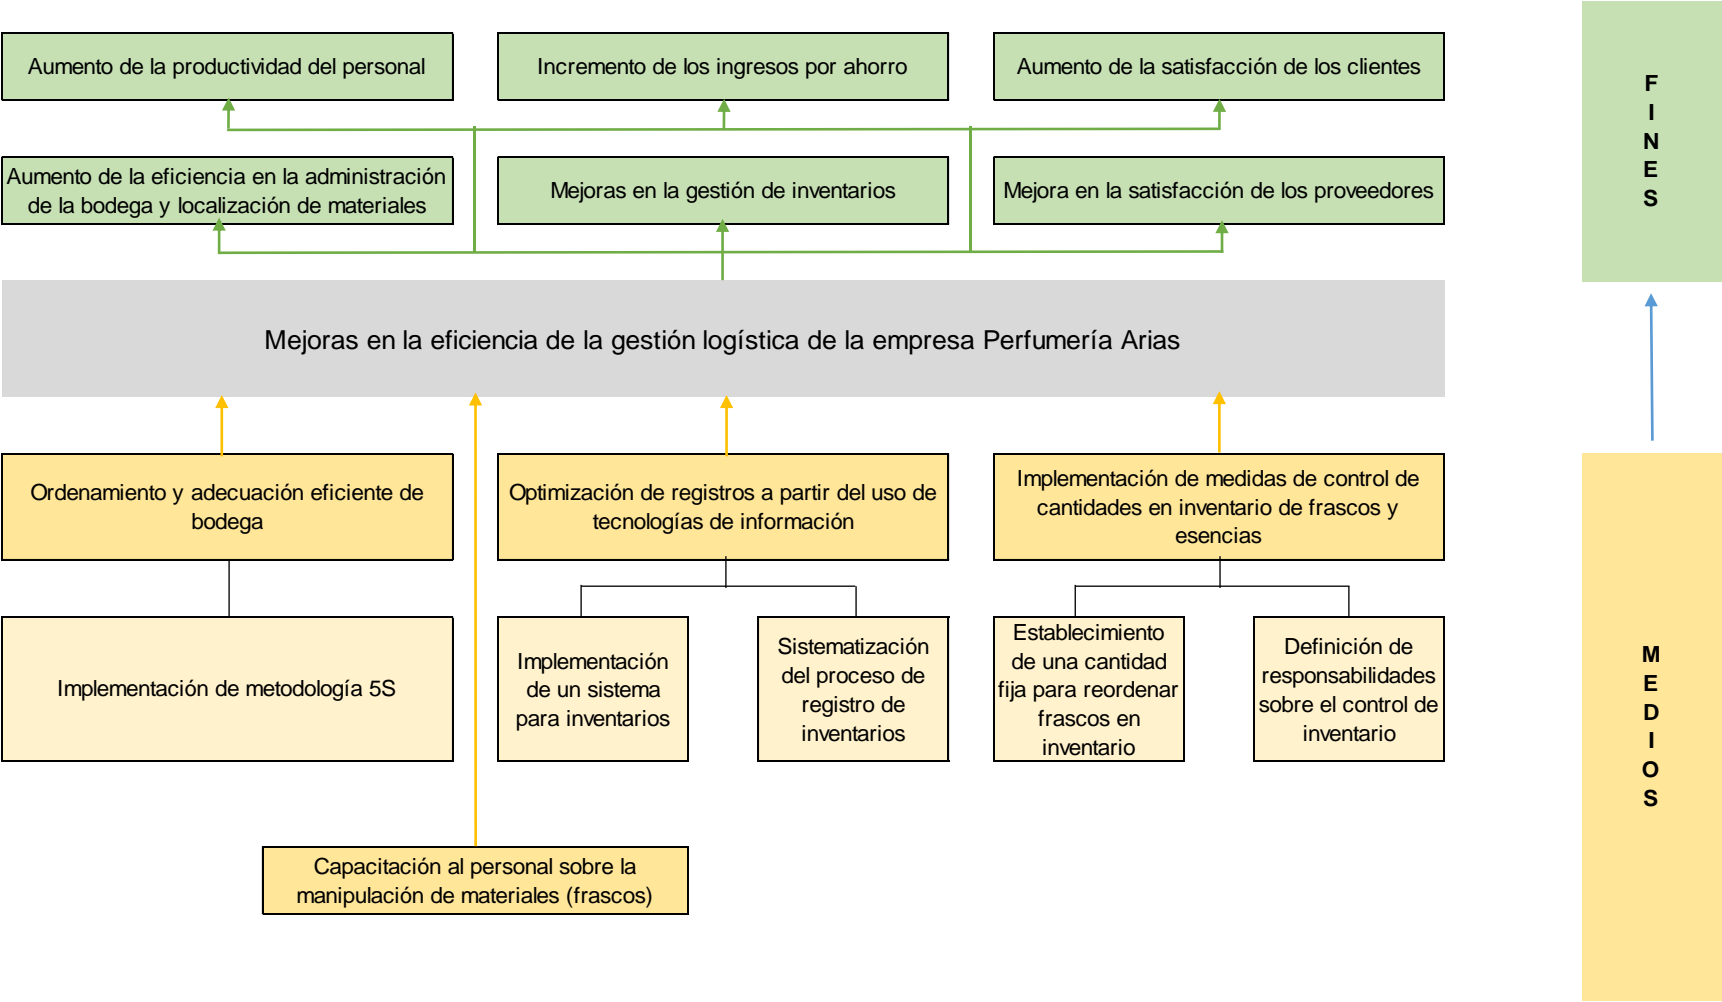 Aumento de la productividad del personal
Incremento de los ingresos por ahorro
Aumento de la satisfacción de los clientes
Aumento de la eficiencia en la administración
de la bodega y localización de materiales
Mejoras en la gestión de inventarios
Mejora en la satisfacción de los proveedores
F
I
N
E
S
Mejoras en la eficiencia de la gestión logística de la empresa Perfumería Arias
Ordenamiento y adecuación eficiente de
bodega
Optimización de registros a partir del uso de
tecnologías de información
Implementación de medidas de control de
cantidades en inventario de frascos y
esencias
Implementación de metodología 5S
Implementación
de un sistema
para inventarios
Sistematización
del proceso de
registro de
inventarios
Establecimiento
de una cantidad
fija para reordenar
frascos en
inventario
Definición de
responsabilidades
sobre el control de
inventario
Capacitación al personal sobre la
manipulación de materiales (frascos)
M
E
D
I
O
S